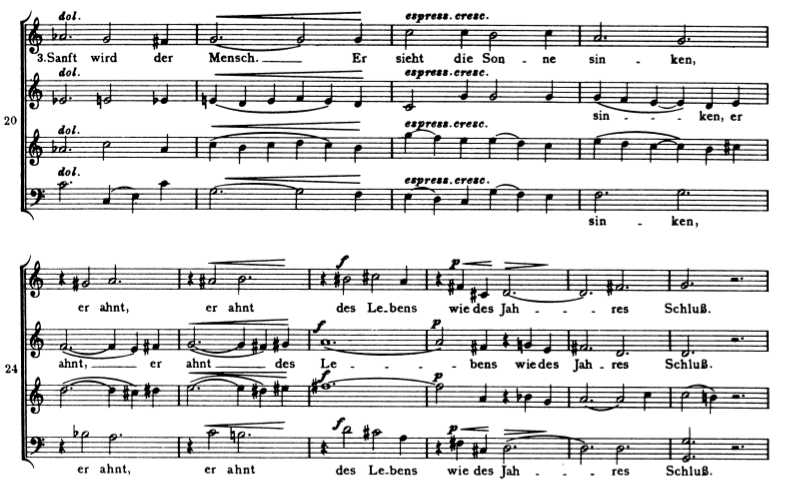 dol. espress. cresc.
3.Sanft wird der Mensch. Er sieht die Son - ne sin - ken,
dol. espress. cresc.
sin - - - ken, er
20
dol. espress. cresc.
dol. espress. cresc.
sin - ken,
f p
er ahnt, er ahnt des Le - bens wie des Jah - - - res Schluß.
f p
24
ahnt, er ahnt des Le - - - bens wie des Jah - res Schluß.
f p
f p
er ahnt, er ahnt des Le - bens wie des Jah - - - res Schluß.